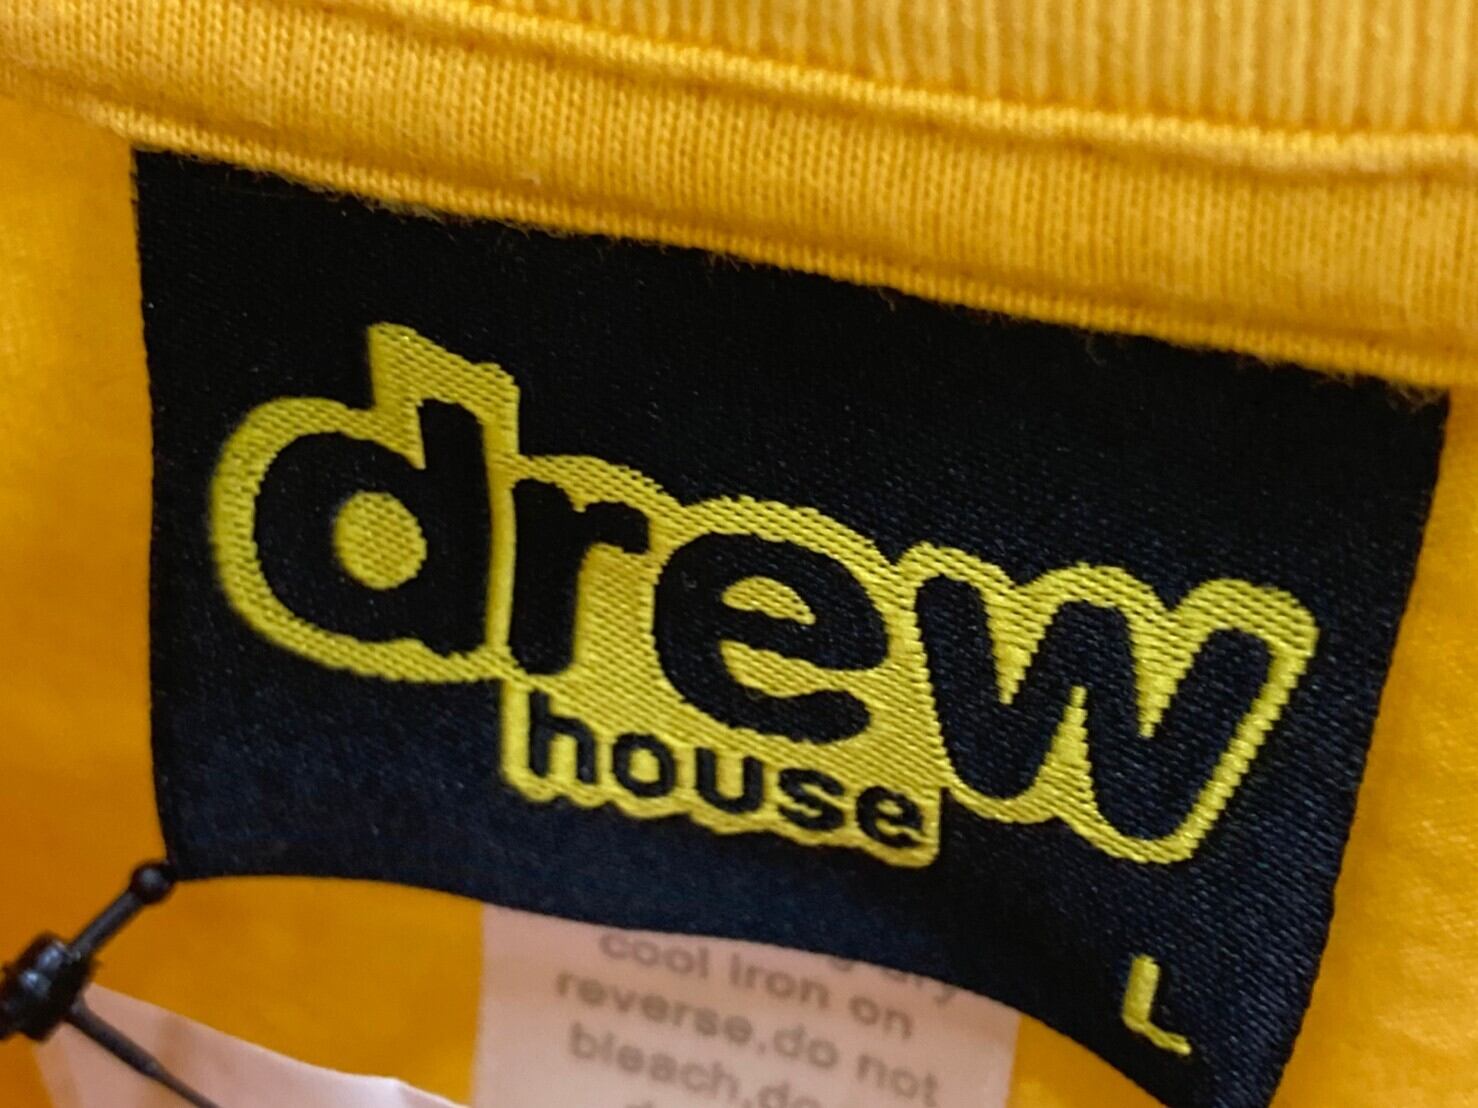 drew
house
L
cool iron on
reverse,do not
bleach,do